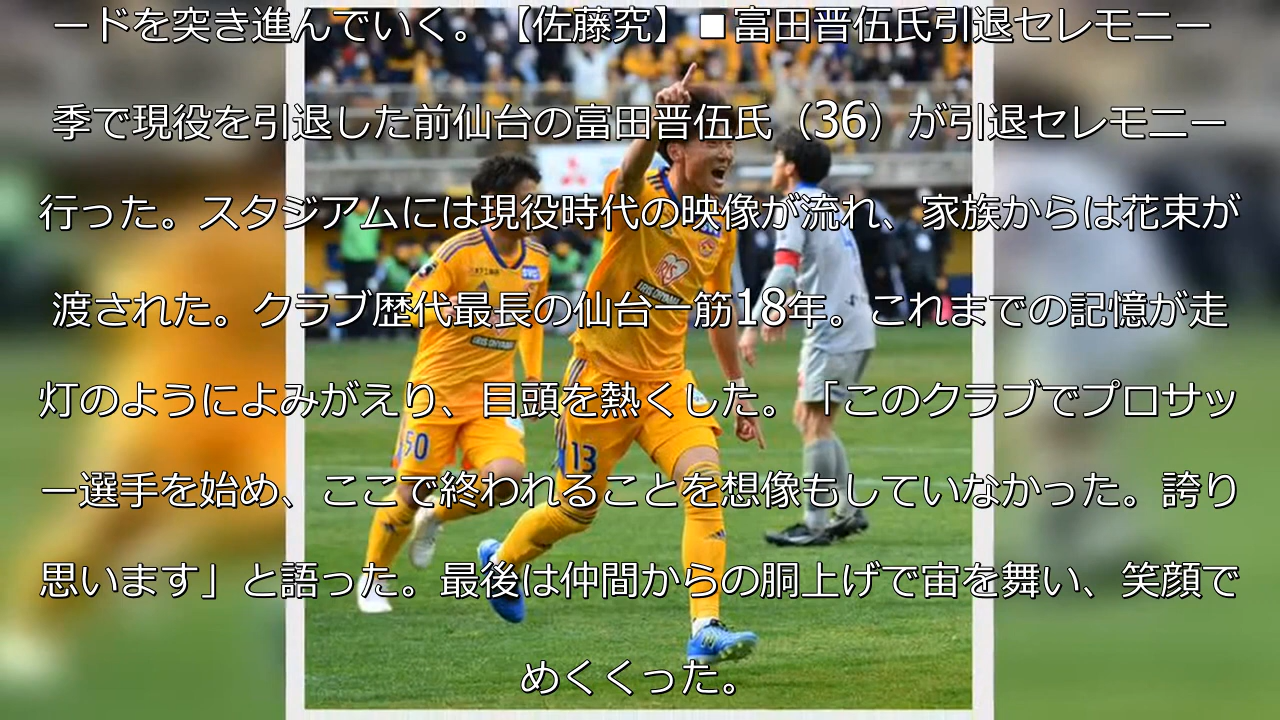 ードを突き進んでいく。【佐藤究】■富田晋伍氏引退セレモニー
季で現役を引退した前仙台の富田晋伍氏（36）が引退セレモニー
行った。スタジアムには現役時代の映像が流れ、家族からは花束が
渡された。クラブ歴代最長の仙台一筋18年。これまでの記憶が走
灯のようによみがえり、目頭を熱くした。「このクラブでプロサッ
ー選手を始め、ここで終われることを想像もしていなかった。誇り
思います」と語った。最後は仲間からの胴上げで宙を舞い、笑顔で
めくくった。
IRIS
IRIS OHYAMA
SVC
IRIS OHYAMA
50
13